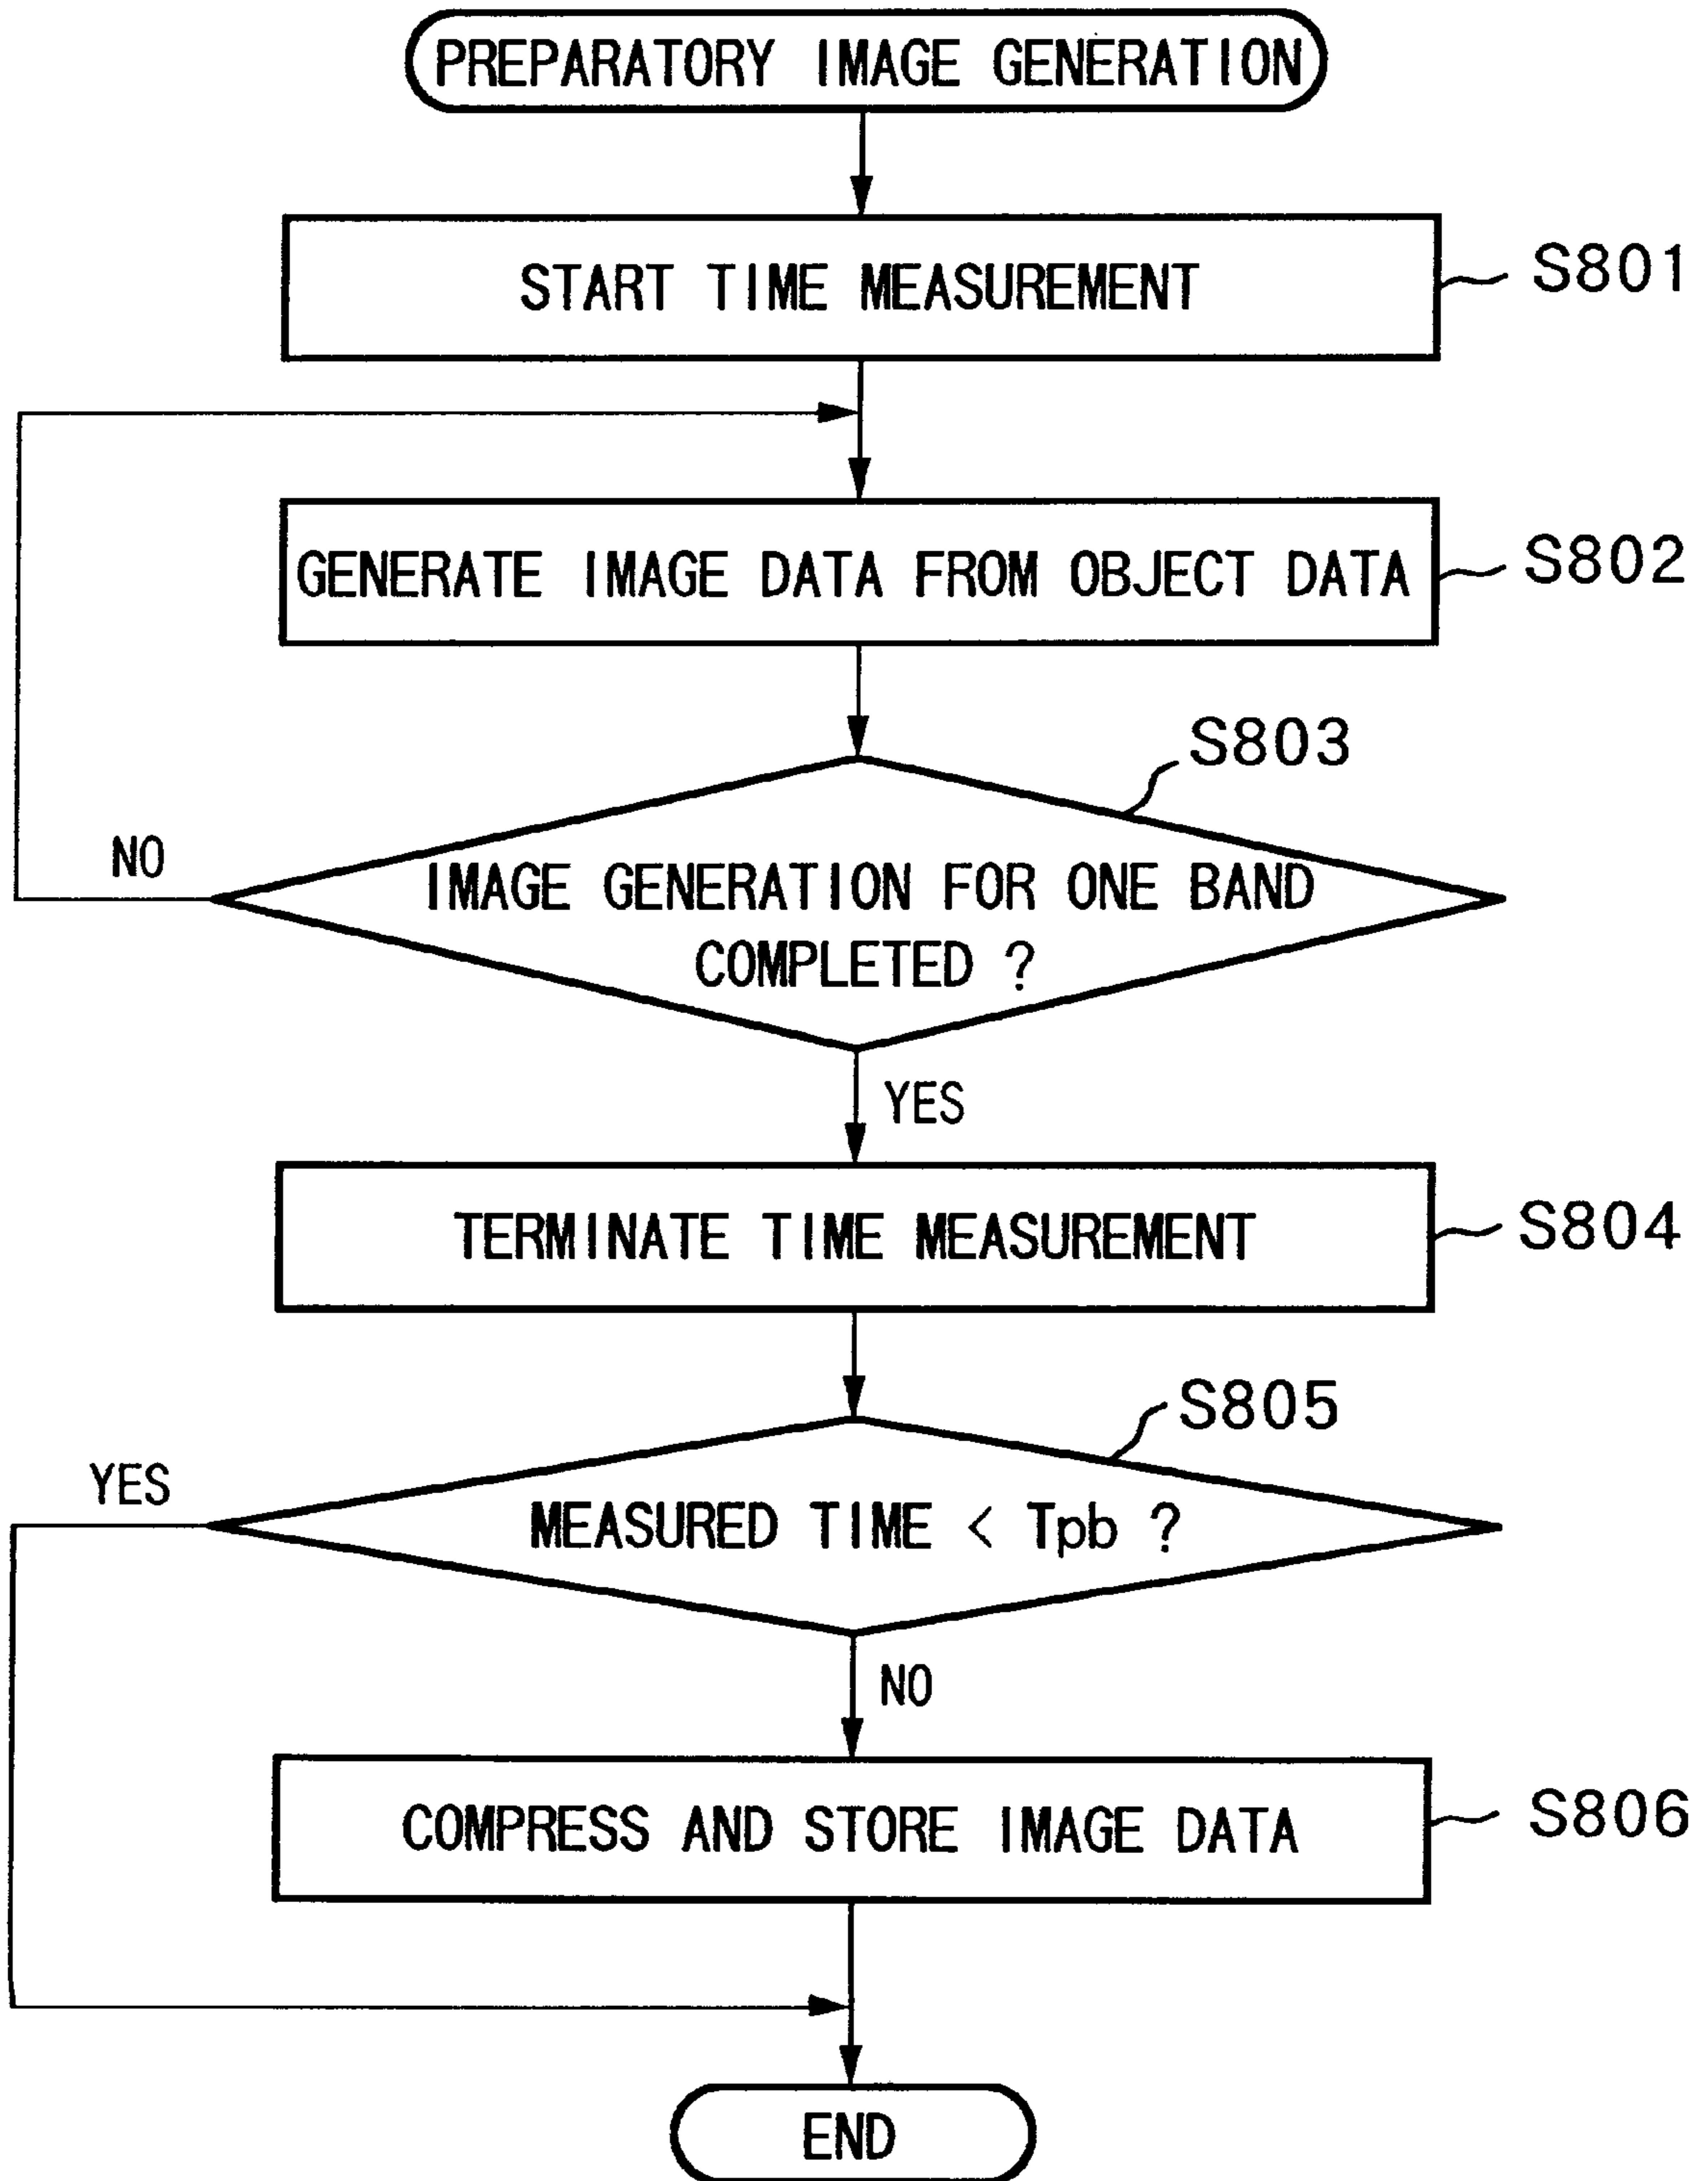 PREPARATORY IMAGE GENERATION
START TIME MEASUREMENT
S801
GENERATE IMAGE DATA FROM OBJECT DATA
S802
S803
NO
IMAGE GENERATION FOR ONE BAND
COMPLETED ?
YES
TERMINATE TIME MEASUREMENT
S804
S805
YES
MEASURED TIME < Tpb ?
NO
COMPRESS AND STORE IMAGE DATA
S806
END